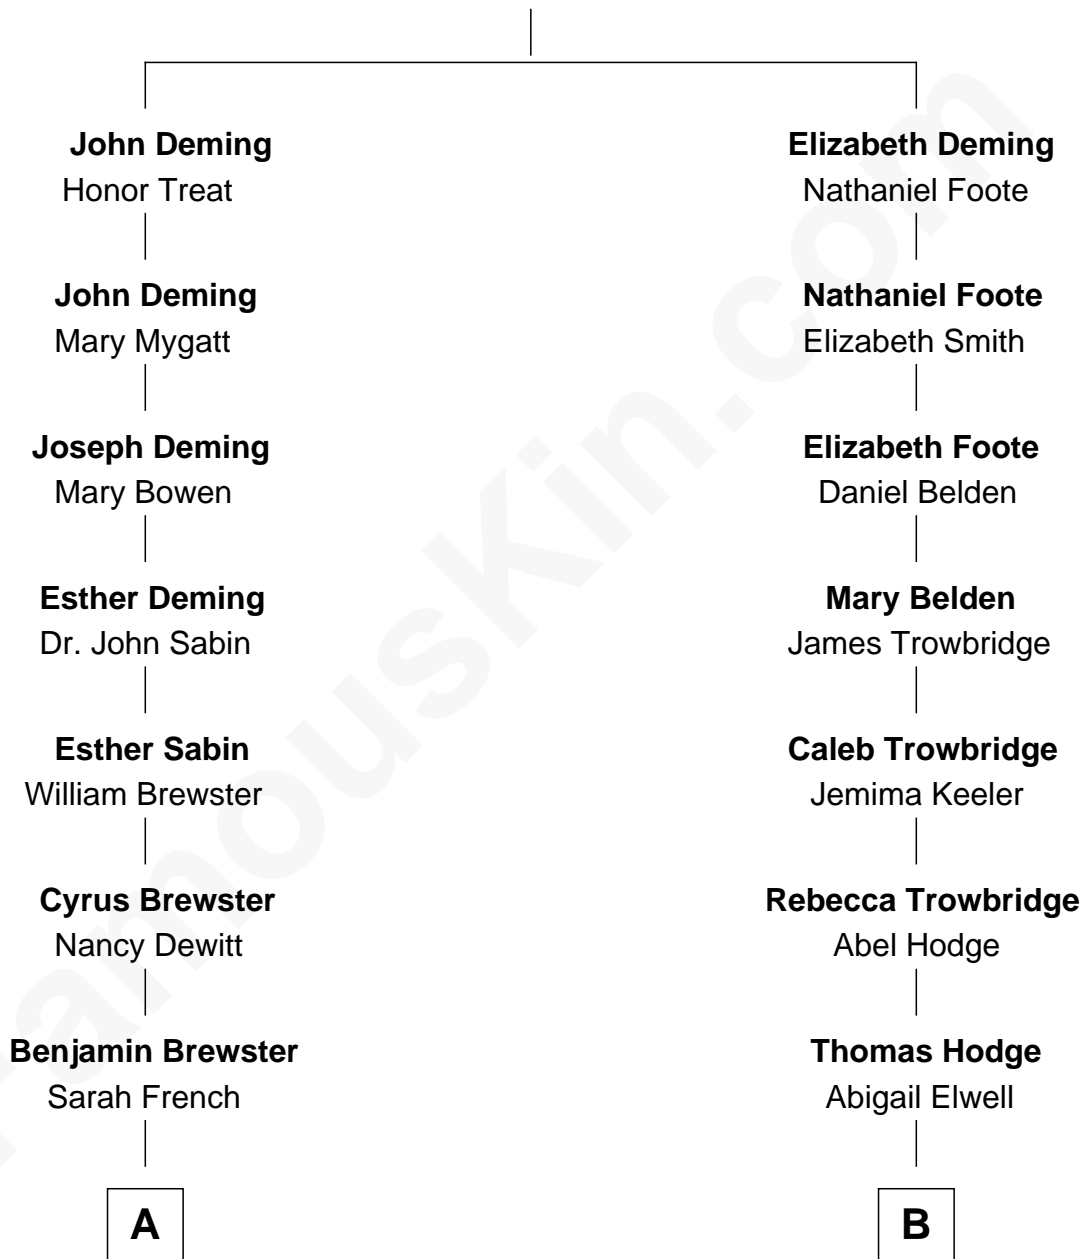 John Deming
Honor Treat
John Deming
Mary Mygatt
Joseph Deming
Mary Bowen
Esther Deming
Dr. John Sabin
Esther Sabin
William Brewster
Cyrus Brewster
Nancy Dewitt
Benjamin Brewster
Sarah French
A
Elizabeth Deming
Nathaniel Foote
Nathaniel Foote
Elizabeth Smith
Elizabeth Foote
Daniel Belden
Mary Belden
James Trowbridge
Caleb Trowbridge
Jemima Keeler
Rebecca Trowbridge
Abel Hodge
Thomas Hodge
Abigail Elwell
B
FamousKin.com